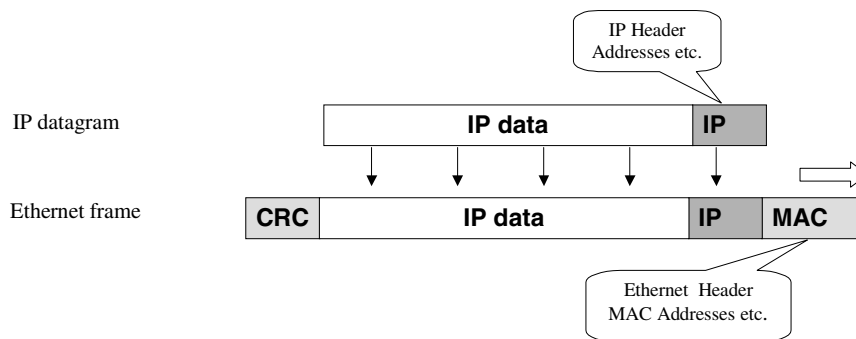 IP Header
Addresses etc.
IP datagram
IP data
IP
Ethernet frame
CRC
IP data
IP
MAC
Ethernet Header
MAC Addresses etc.